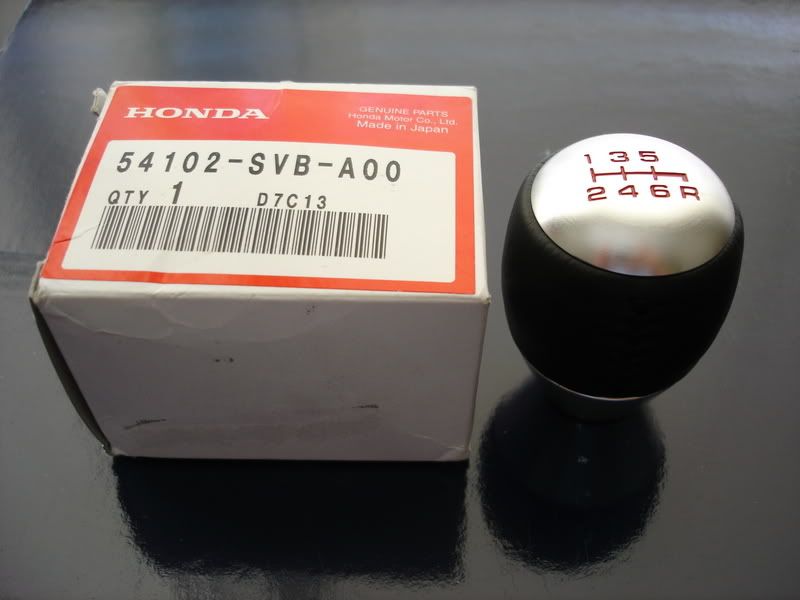 HONDA
GENUINE PARTS
Honda Motor Co., Ltd.
Made in Japan
54102-SVB-A00
QTY 1 D7C13
1 3 5
2 4 6 R